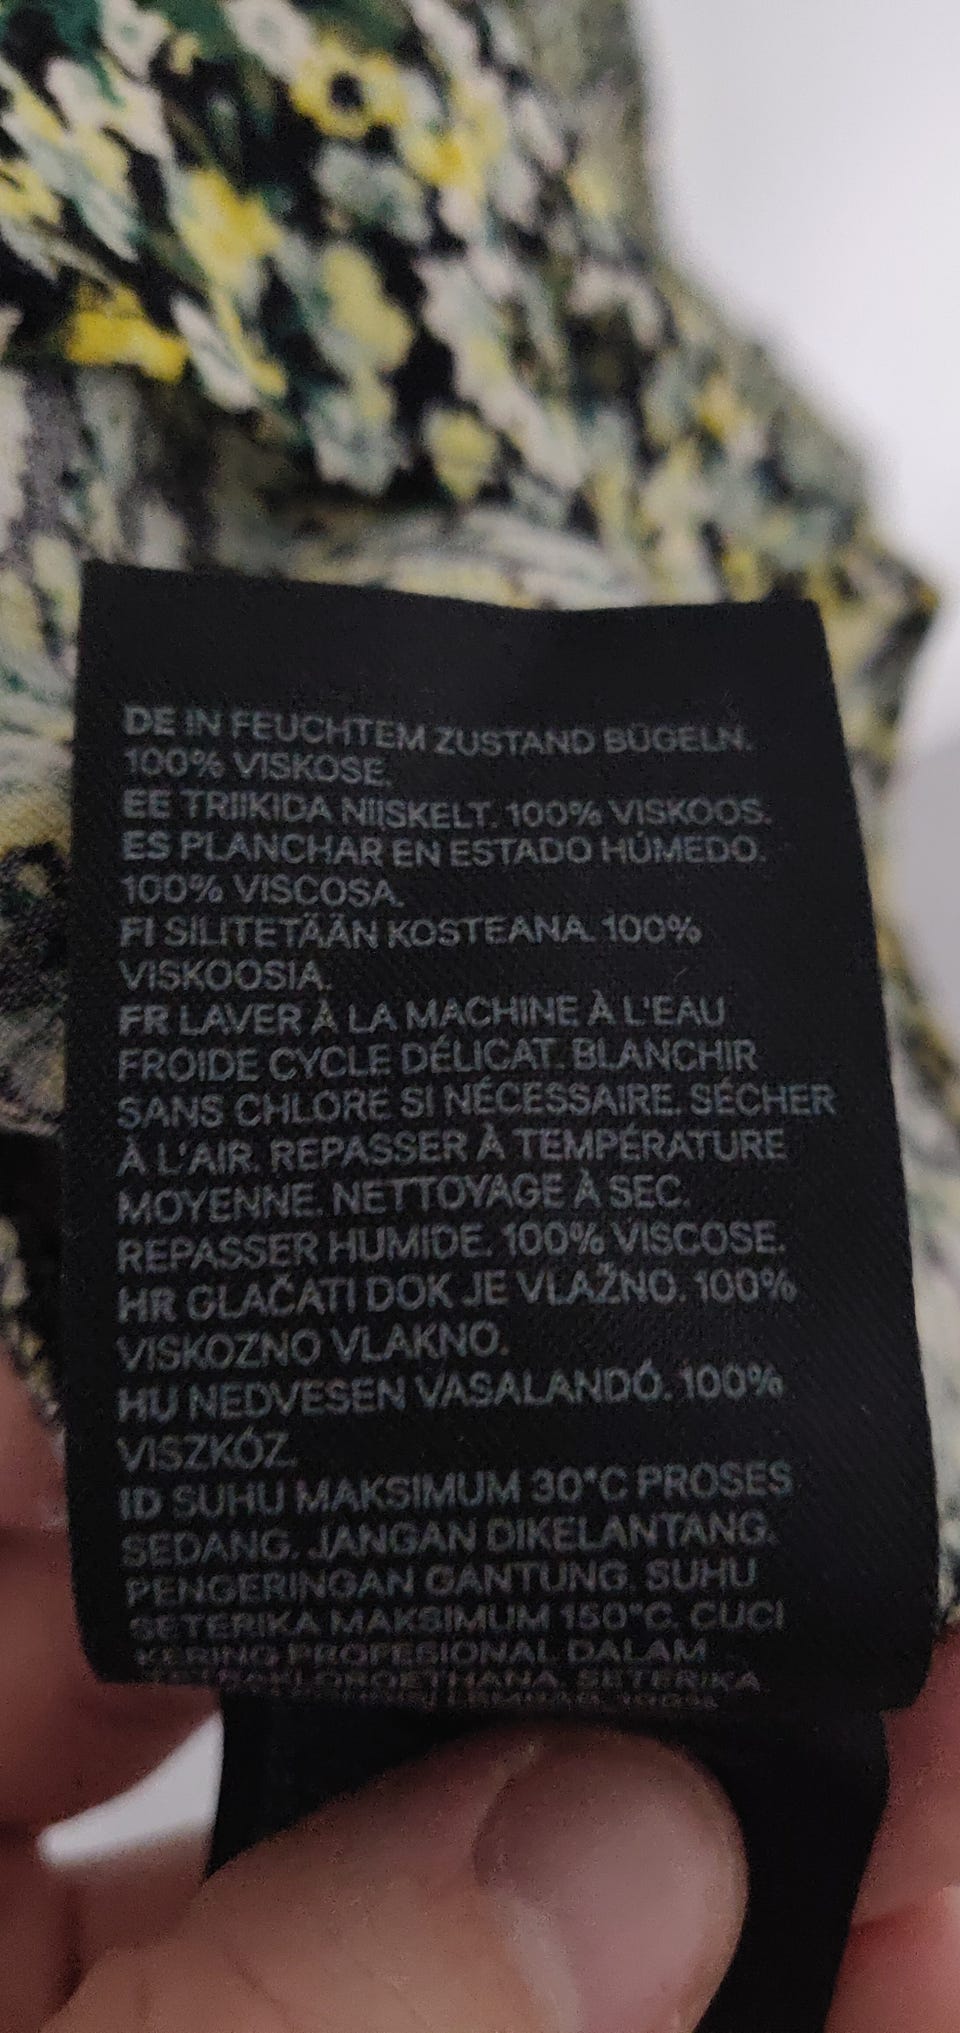 DE IN FEUCHTEM ZUSTAND BÜGELN.
100% VISKOSE.
EE TRIIKIDA NIISKELT. 100% VISKOOS.
ES PLANCHAR EN ESTADO HÚMEDO.
100% VISCOSA.
FI SILITETÄÄN KOSTEANA. 100%
VISKOOSIA.
FR LAVER À LA MACHINE À L'EAU
FROIDE CYCLE DÉLICAT. BLANCHIR
SANS CHLORE SI NÉCESSAIRE. SÉCHER
À L'AIR. REPASSER À TEMPÉRATURE
MOYENNE. NETTOYAGE À SEC.
REPASSER HUMIDE. 100% VISCOSE.
HR GLAČATI DOK JE VLAŽNO. 100%
VISKOZNO VLAKNO.
HU NEDVESEN VASALANDÓ. 100%
VISZKÓZ.
ID SUHU MAKSIMUM 30°C PROSES
SEDANG. JANGAN DIKELANTANG.
PENGERINGAN GANTUNG. SUHU
SETERIKA MAKSIMUM 150°C. CUCI
KERING PROFESIONAL DALAM
SETERIKA
LEMBAB. 100%